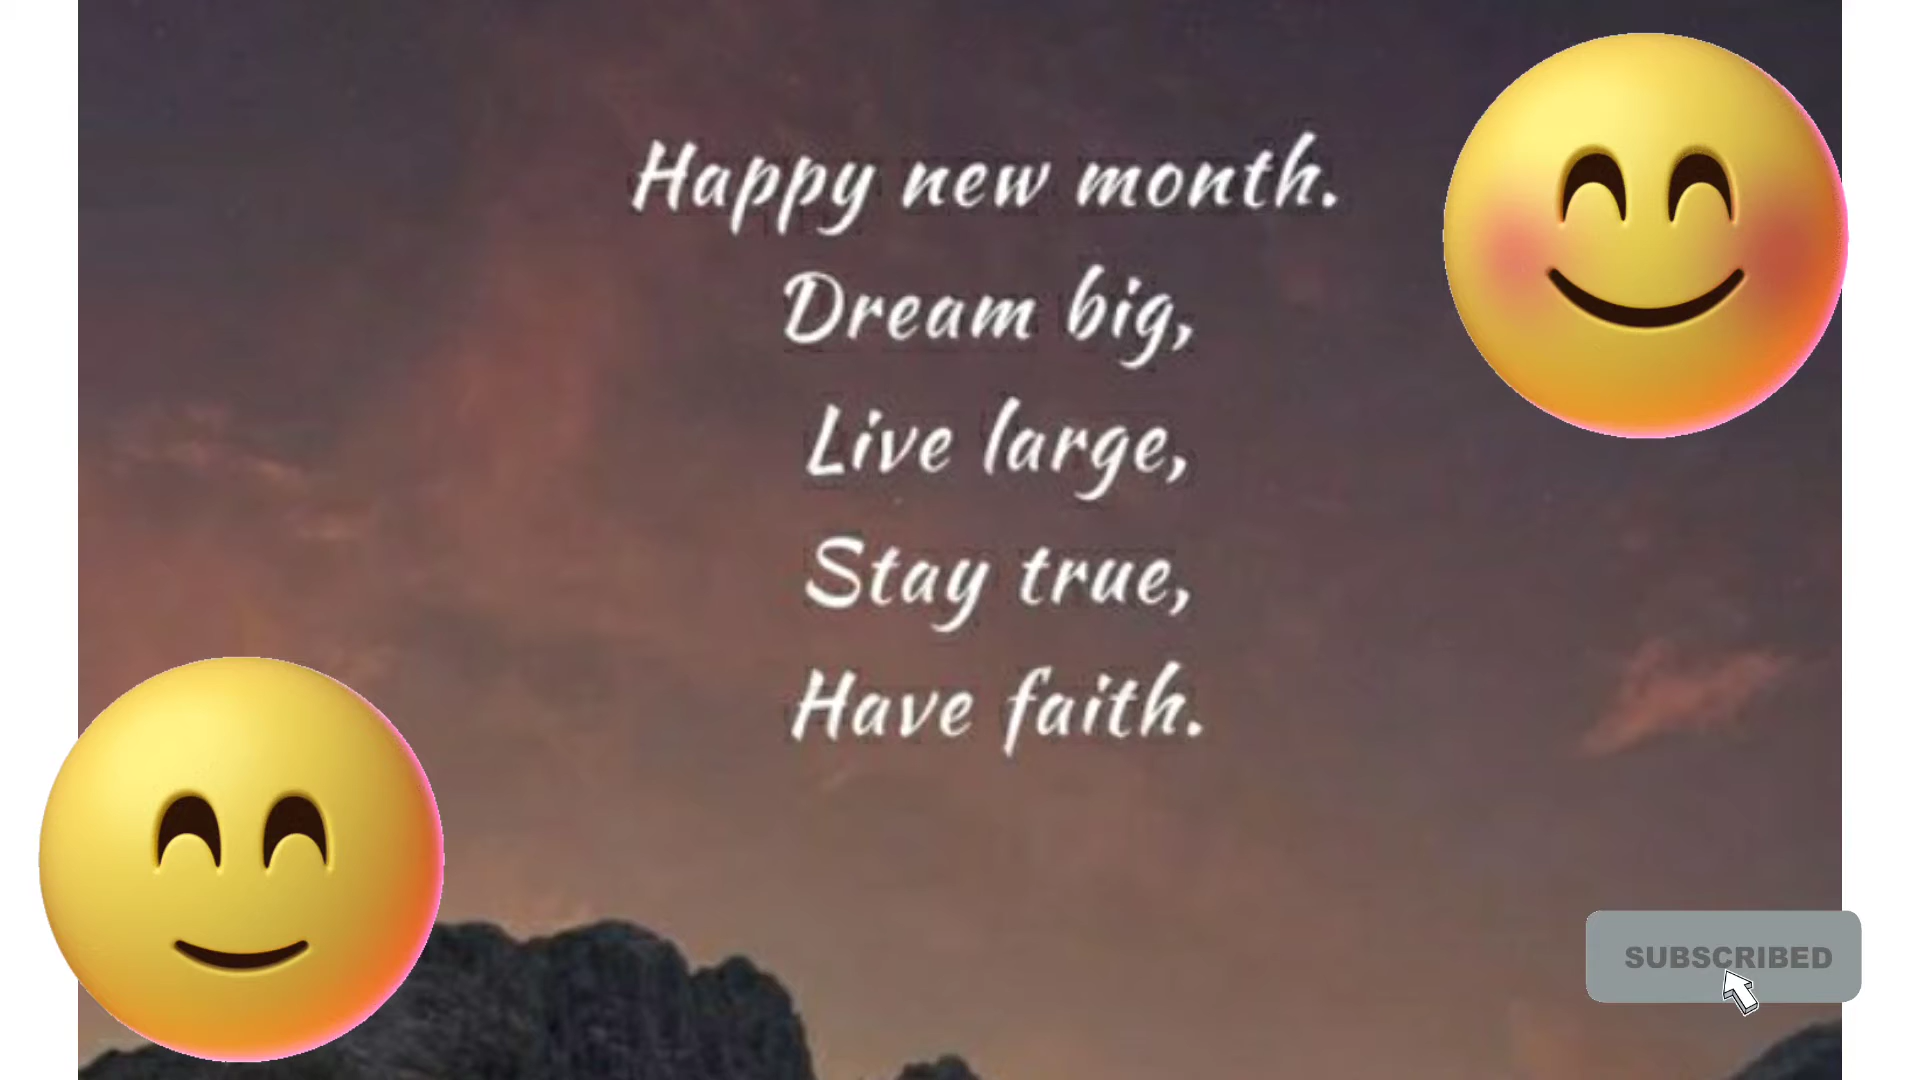 Happy new month.
Dream big,
Live large,
Stay true,
Have faith.
SUBSCRIBED